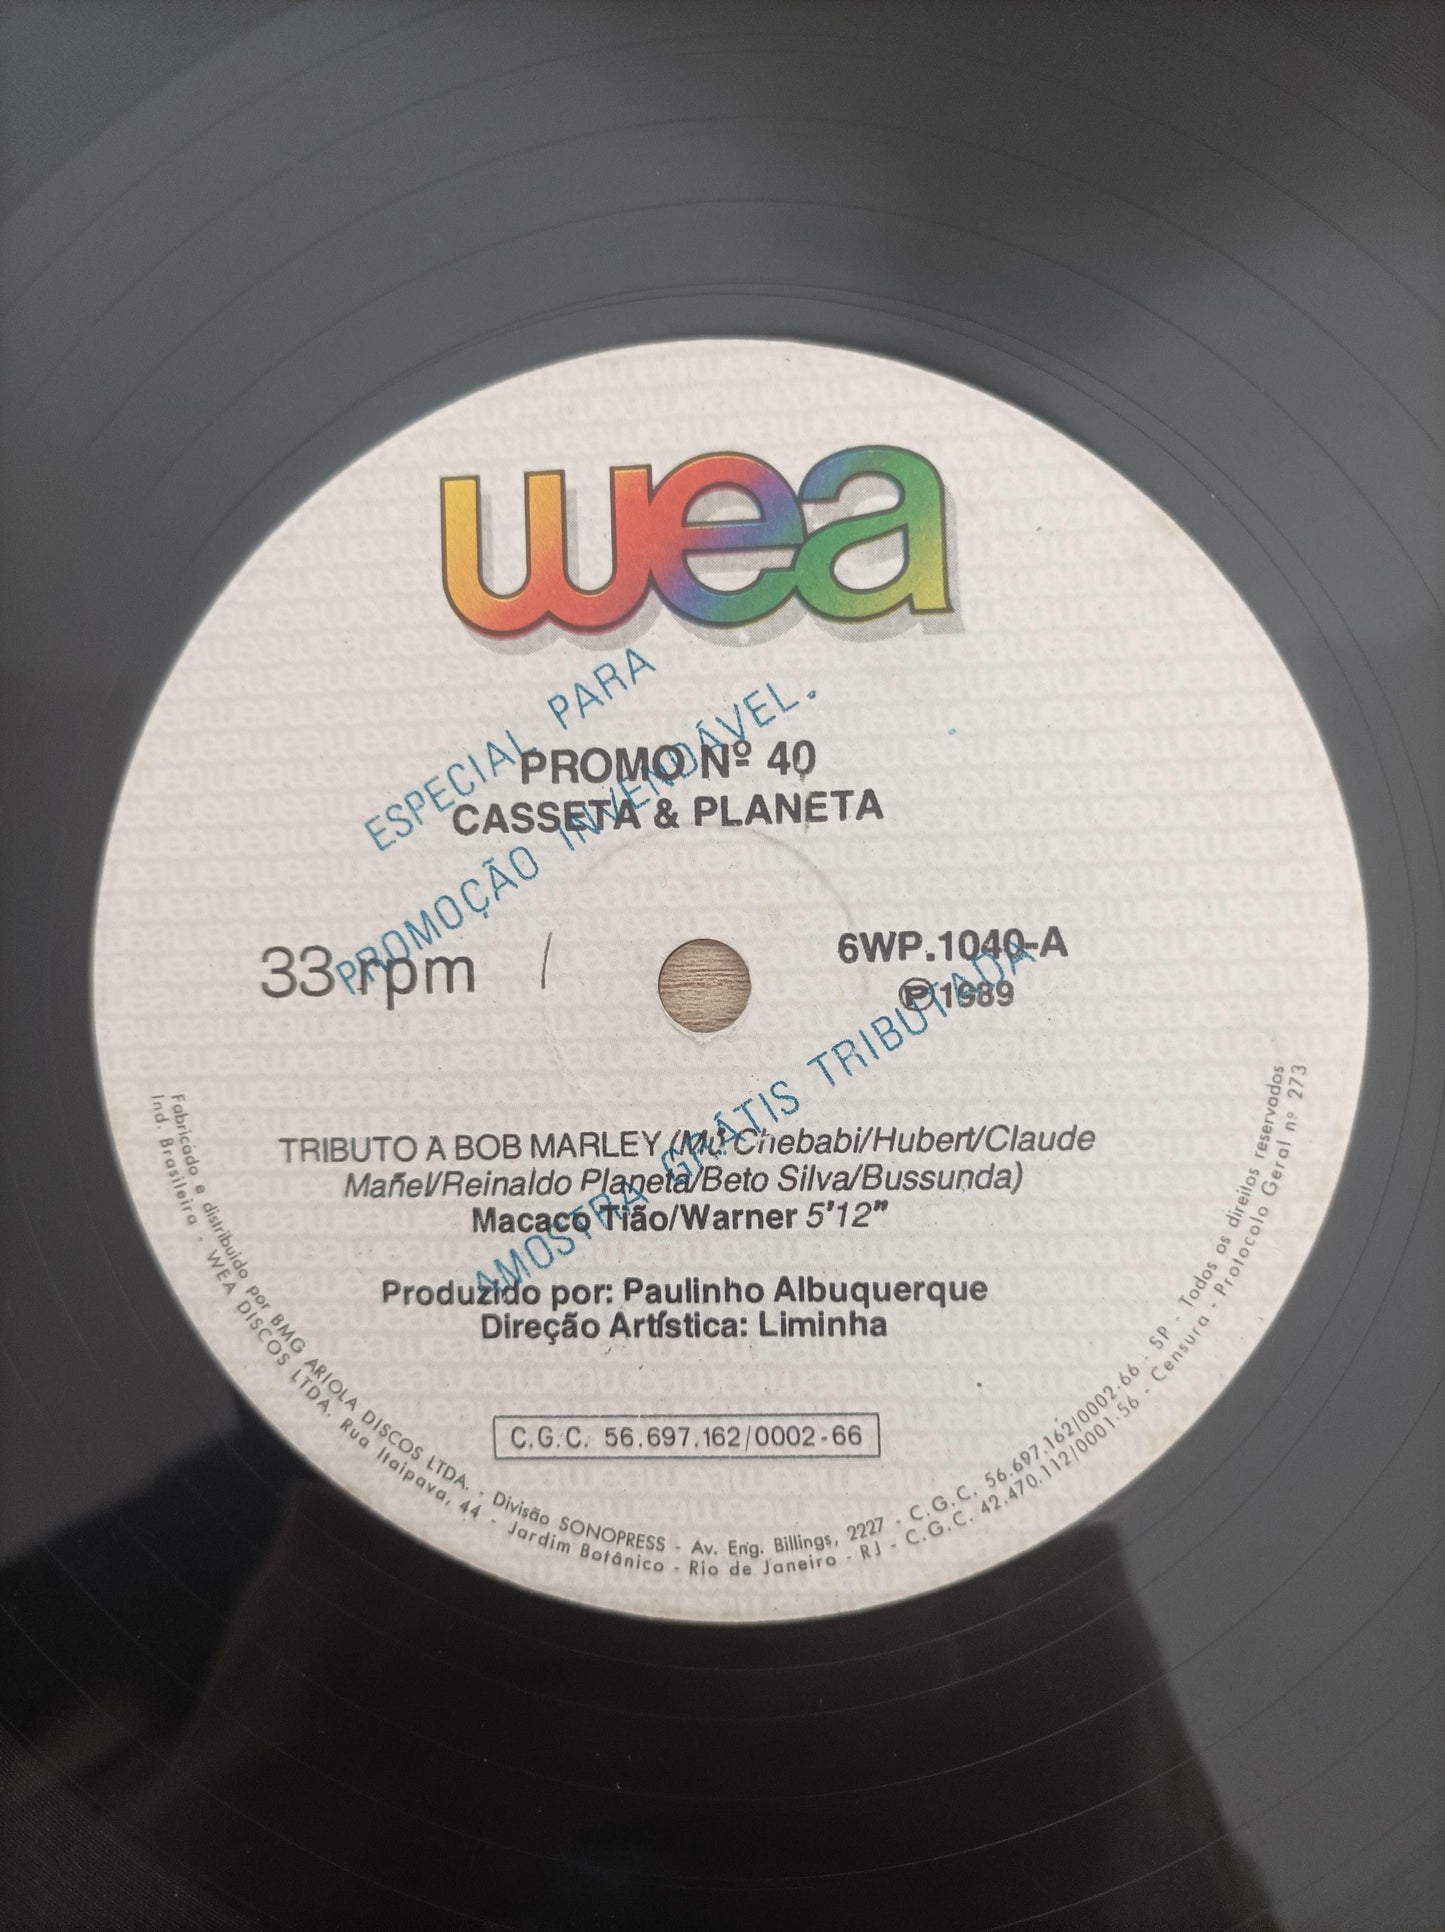 wea
ESPECIAL PARA
PROMOÇÃO INVENDÁVEL.
PROMO Nº 40
CASSETA & PLANETA
33 rpm
6WP.1040-A
℗ 1989
AMOSTRA GRÁTIS TRIBUTADA
TRIBUTO A BOB MARLEY (Mu Chebabi/Hubert/Claude
Mañel/Reinaldo Planeta/Beto Silva/Bussunda)
Macaco Tião/Warner 5'12"
Produzido por: Paulinho Albuquerque
Direção Artística: Liminha
C.G.C. 56.697.162/0002-66
Fabricado e distribuido por BMG ARIOLA DISCOS LTDA. - Divisão SONOPRESS - Av. Eng. Billings, 2227 - C.G.C. 56.697.162/0002-66 - SP - Todos os direitos reservados
Ind. Brasileira - WEA DISCOS LTDA. Rua Itaipava, 44 - Jardim Botânico - Rio de Janeiro - RJ - C.G.C. 42.470.112/0001-56 - Censura - Protocolo Geral nº 273